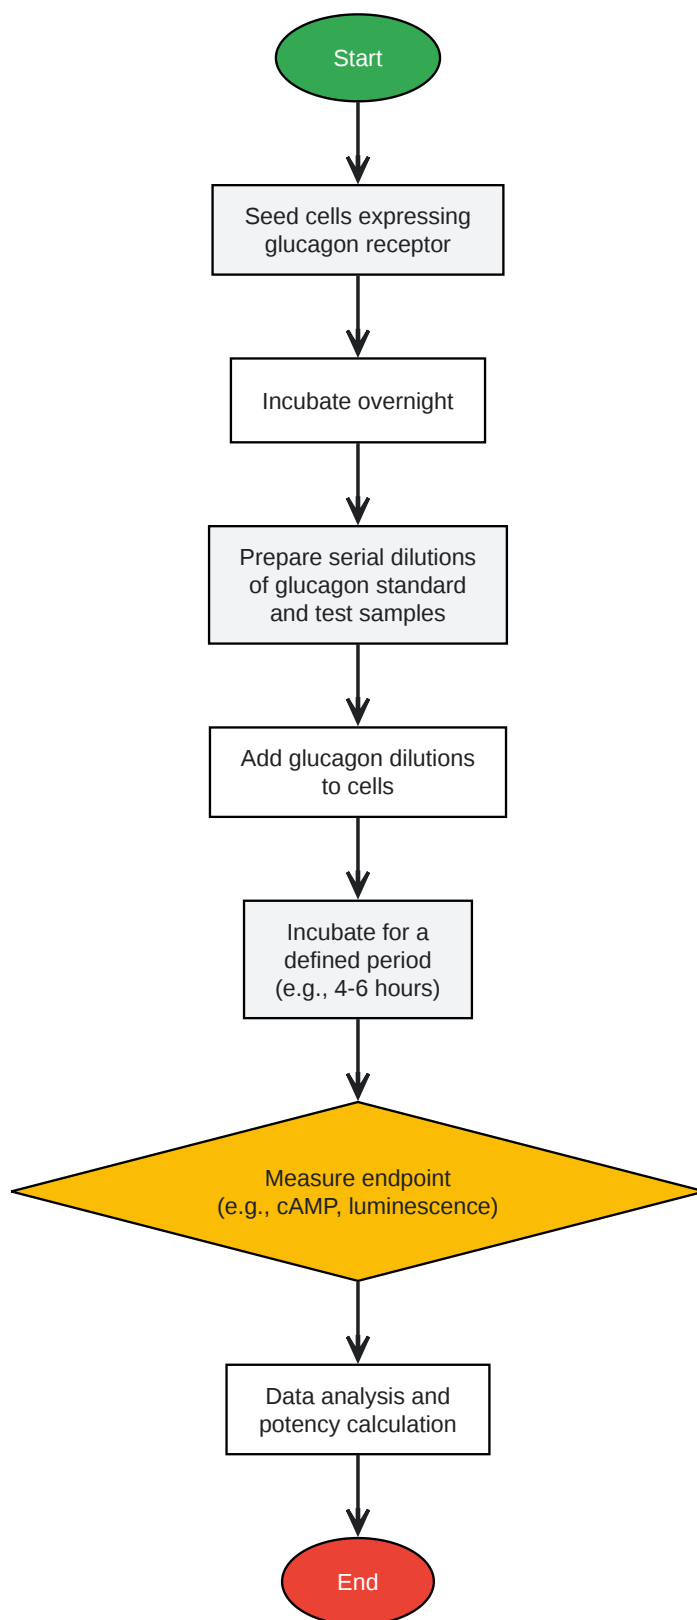 Start
Seed cells expressing
glucagon receptor
Incubate overnight
Prepare serial dilutions
of glucagon standard
and test samples
Add glucagon dilutions
to cells
Incubate for a
defined period
(e.g., 4-6 hours)
Measure endpoint
(e.g., cAMP, luminescence)
Data analysis and
potency calculation
End